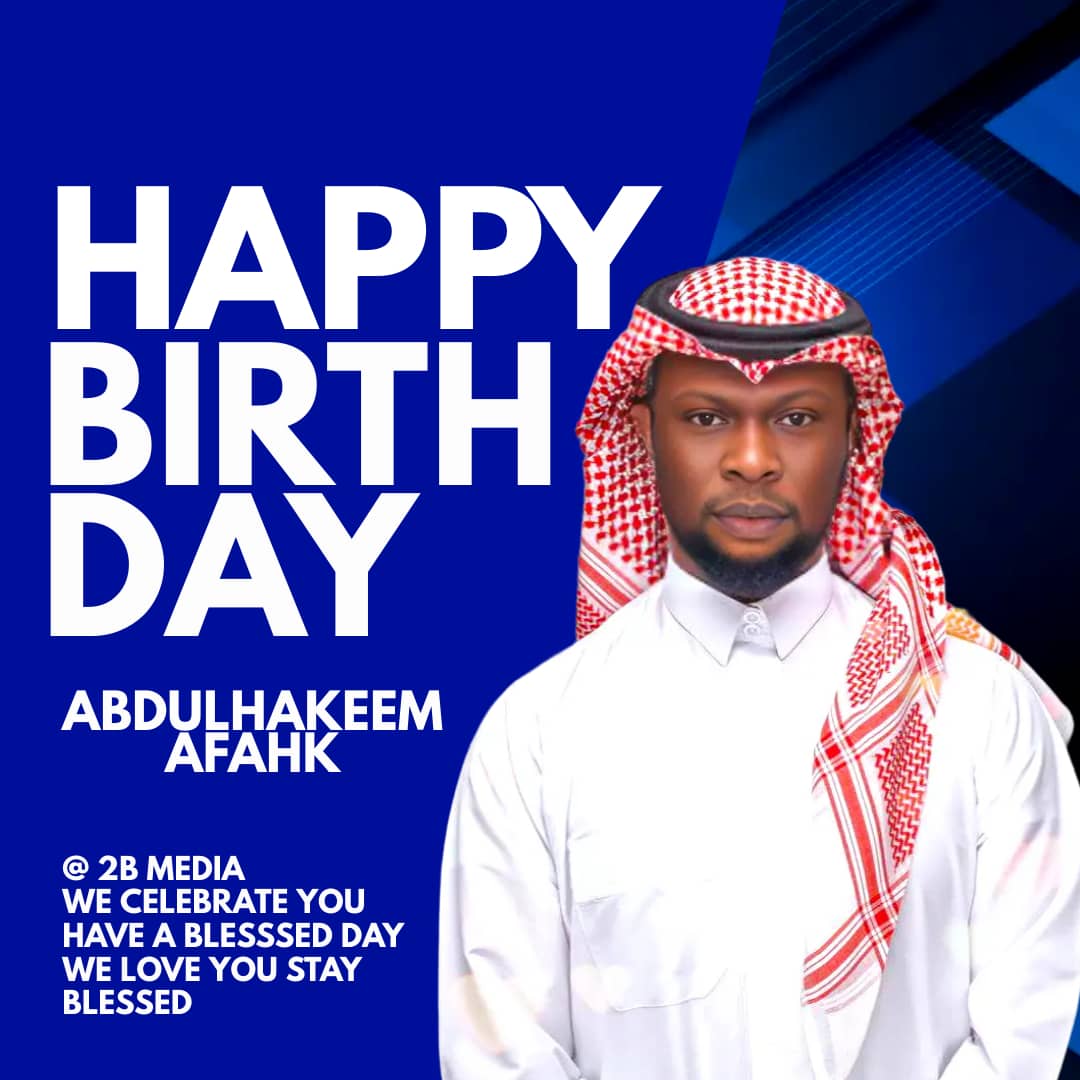 HAPPY
BIRTH
DAY
ABDULHAKEEM
AFAHK
@ 2B MEDIA
WE CELEBRATE YOU
HAVE A BLESSSED DAY
WE LOVE YOU STAY
BLESSED